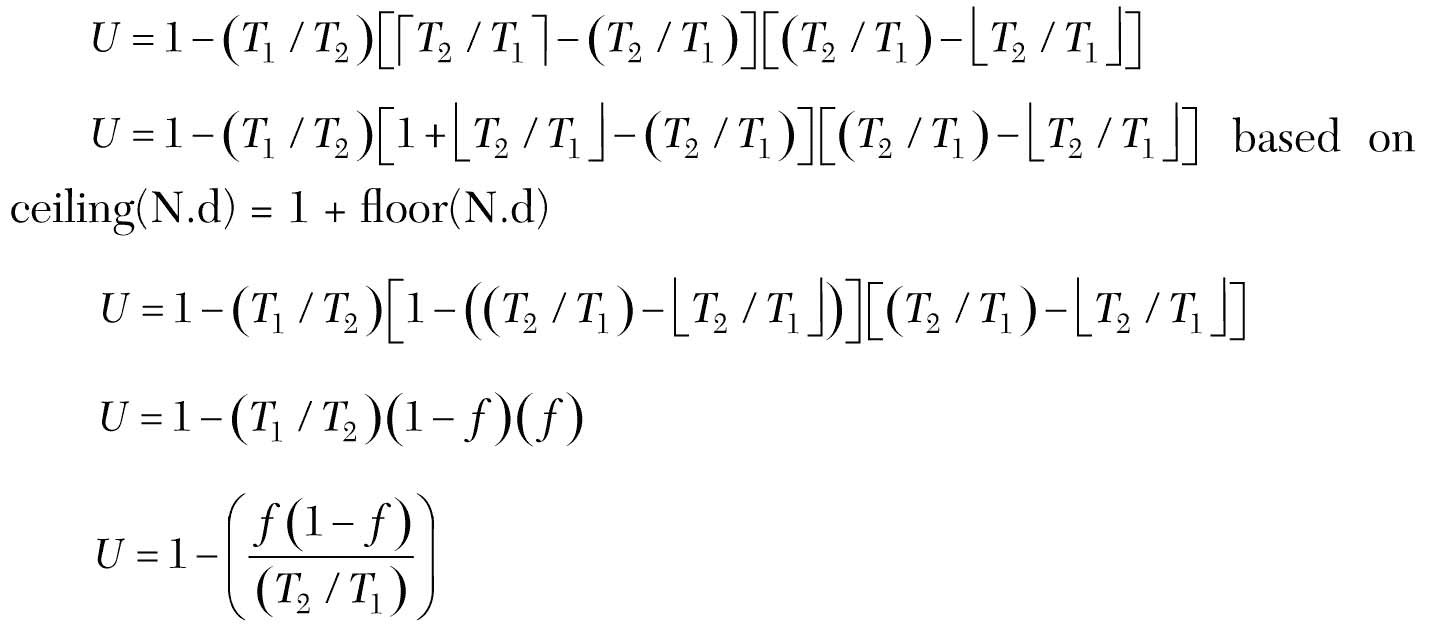 U = 1 − (T₁ / T₂)[⌈T₂ / T₁⌉ − (T₂ / T₁)][(T₂ / T₁) − ⌊T₂ / T₁⌋]
U = 1 − (T₁ / T₂)[1 + ⌊T₂ / T₁⌋ − (T₂ / T₁)][(T₂ / T₁) − ⌊T₂ / T₁⌋] based on
ceiling(N.d) = 1 + floor(N.d)
U = 1 − (T₁ / T₂)[1 − ((T₂ / T₁) − ⌊T₂ / T₁⌋)][(T₂ / T₁) − ⌊T₂ / T₁⌋]
U = 1 − (T₁ / T₂)(1 − f)(f)
U = 1 − (f(1 − f) / (T₂ / T₁))